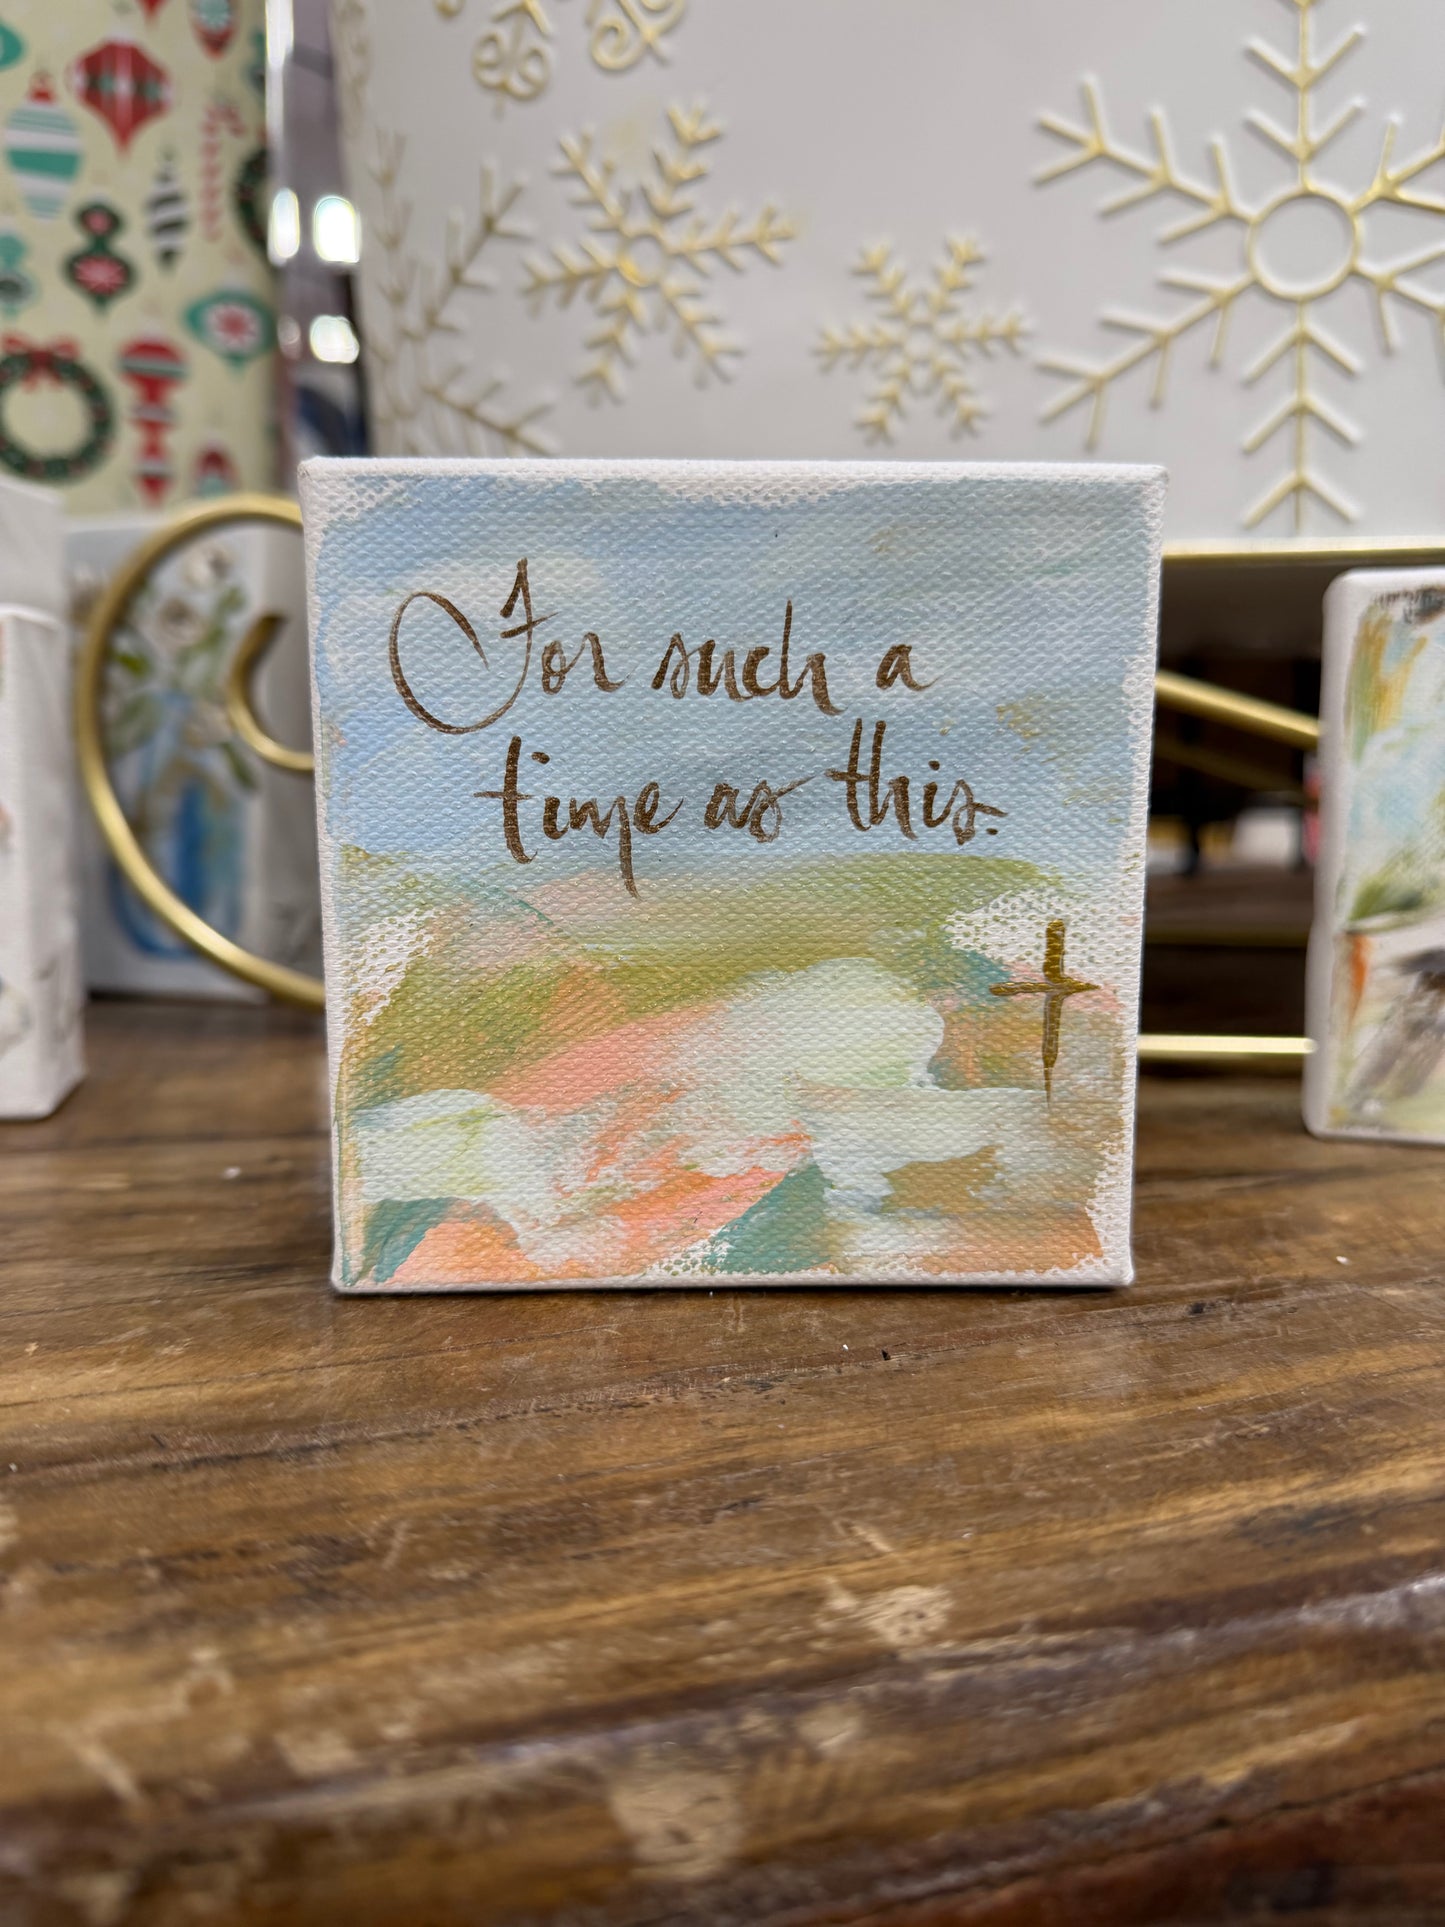 For such a
time as this.